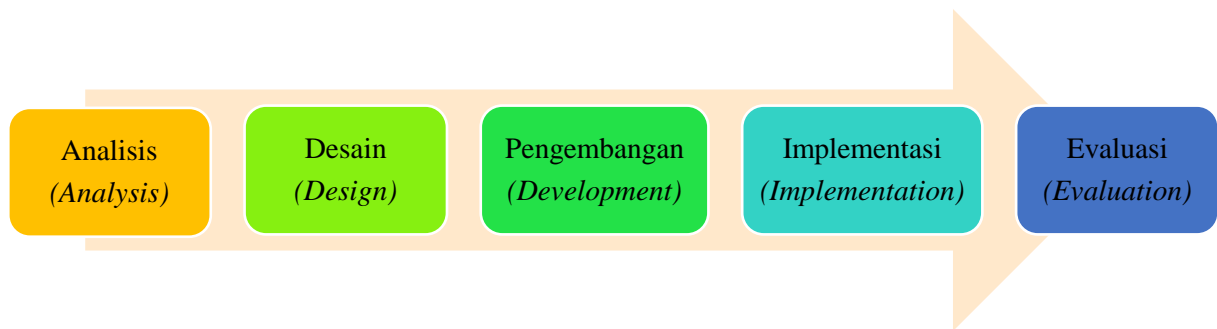 Analisis
(Analysis)
Desain
(Design)
Pengembangan
(Development)
Implementasi
(Implementation)
Evaluasi
(Evaluation)